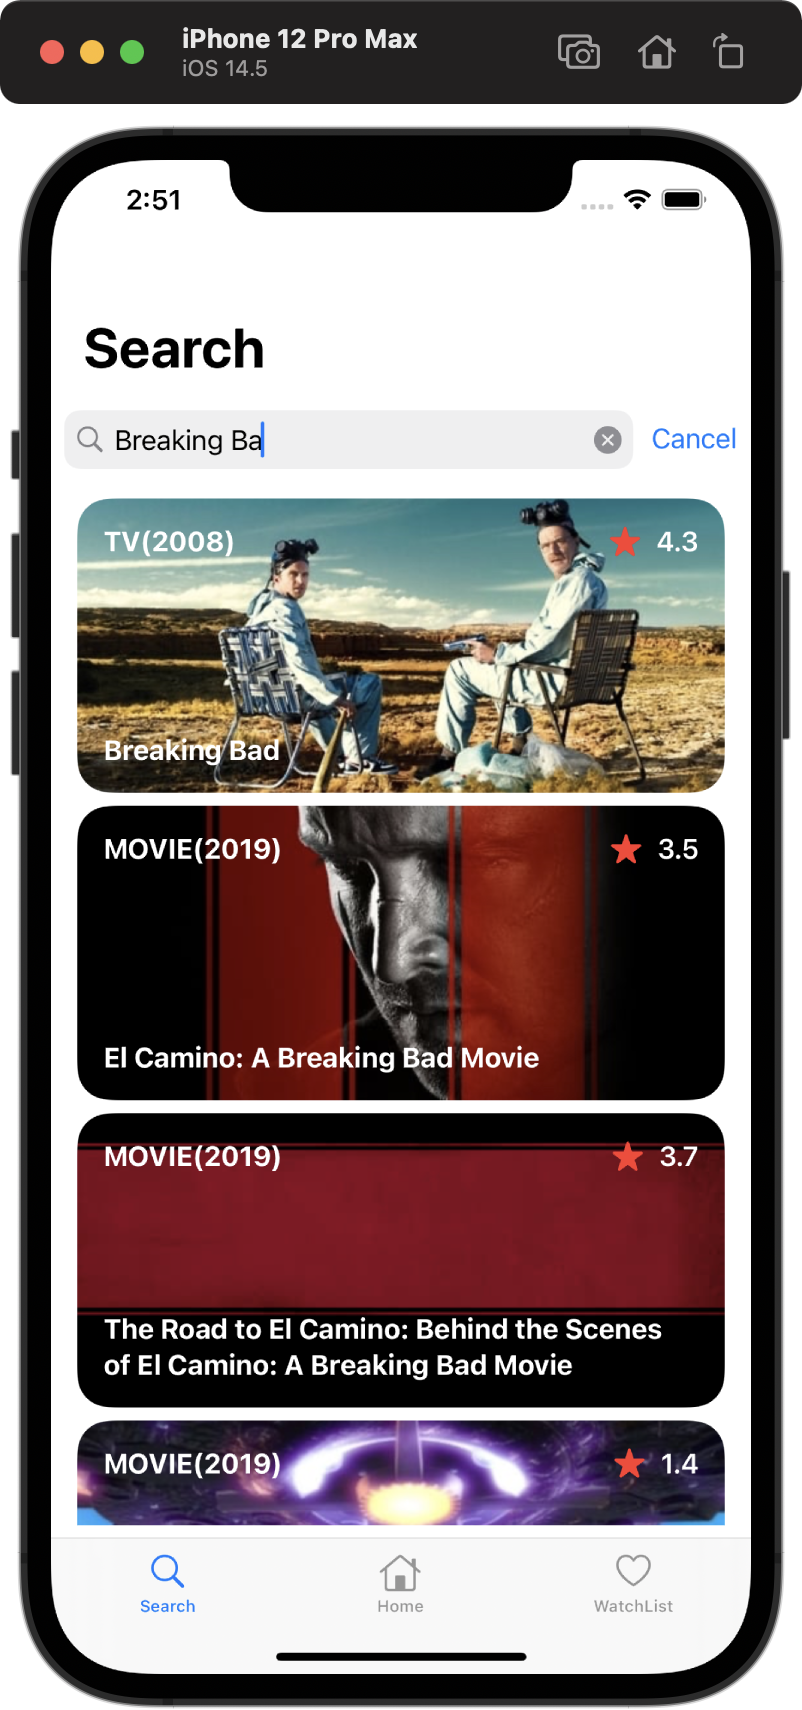 iPhone 12 Pro Max
iOS 14.5
2:51
Search
Breaking Ba
Cancel
TV(2008)
4.3
Breaking Bad
MOVIE(2019)
3.5
El Camino: A Breaking Bad Movie
MOVIE(2019)
3.7
The Road to El Camino: Behind the Scenes
of El Camino: A Breaking Bad Movie
MOVIE(2019)
1.4
Search
Home
WatchList